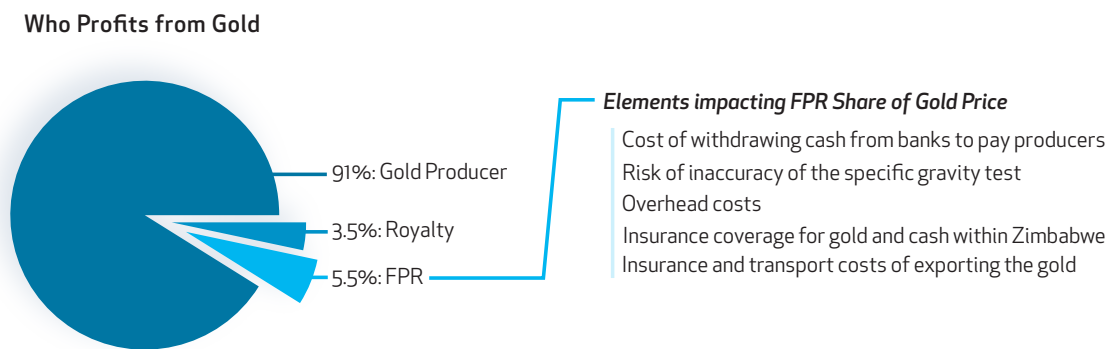 Who Profits from Gold
91%: Gold Producer
3.5%: Royalty
5.5%: FPR
Elements impacting FPR Share of Gold Price
Cost of withdrawing cash from banks to pay producers
Risk of inaccuracy of the specific gravity test
Overhead costs
Insurance coverage for gold and cash within Zimbabwe
Insurance and transport costs of exporting the gold